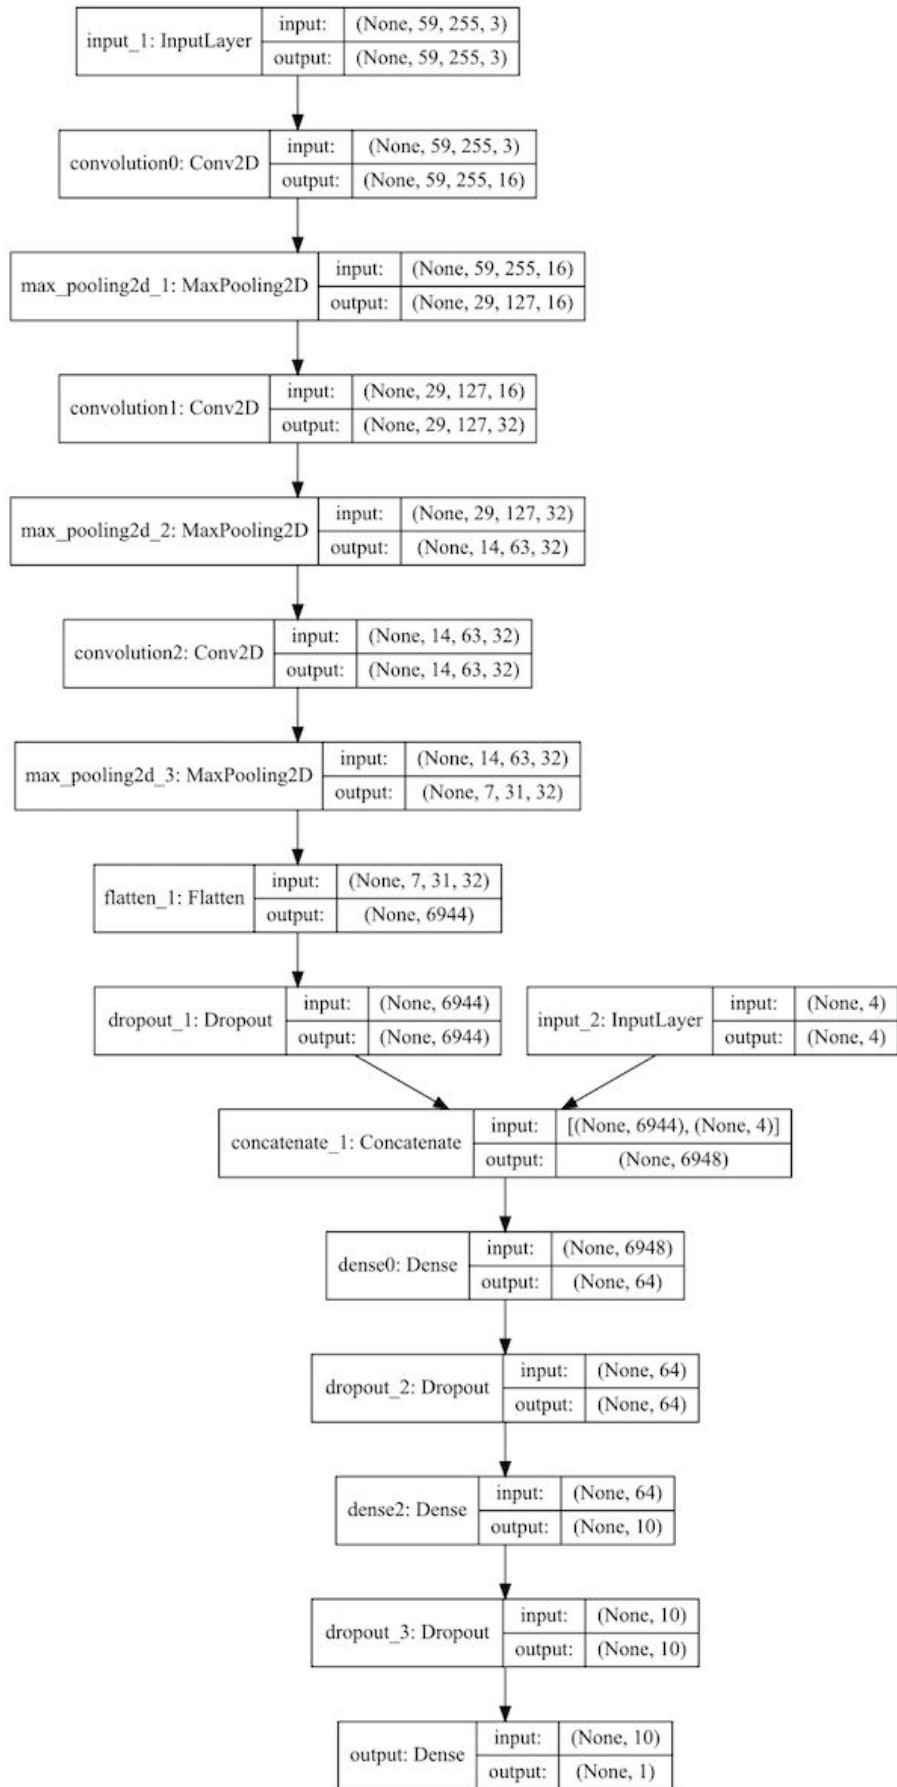 input_1: InputLayer
input: (None, 59, 255, 3)
output: (None, 59, 255, 3)
convolution0: Conv2D
input: (None, 59, 255, 3)
output: (None, 59, 255, 16)
max_pooling2d_1: MaxPooling2D
input: (None, 59, 255, 16)
output: (None, 29, 127, 16)
convolution1: Conv2D
input: (None, 29, 127, 16)
output: (None, 29, 127, 32)
max_pooling2d_2: MaxPooling2D
input: (None, 29, 127, 32)
output: (None, 14, 63, 32)
convolution2: Conv2D
input: (None, 14, 63, 32)
output: (None, 14, 63, 32)
max_pooling2d_3: MaxPooling2D
input: (None, 14, 63, 32)
output: (None, 7, 31, 32)
flatten_1: Flatten
input: (None, 7, 31, 32)
output: (None, 6944)
dropout_1: Dropout
input: (None, 6944)
output: (None, 6944)
input_2: InputLayer
input: (None, 4)
output: (None, 4)
concatenate_1: Concatenate
input: [(None, 6944), (None, 4)]
output: (None, 6948)
dense0: Dense
input: (None, 6948)
output: (None, 64)
dropout_2: Dropout
input: (None, 64)
output: (None, 64)
dense2: Dense
input: (None, 64)
output: (None, 10)
dropout_3: Dropout
input: (None, 10)
output: (None, 10)
output: Dense
input: (None, 10)
output: (None, 1)